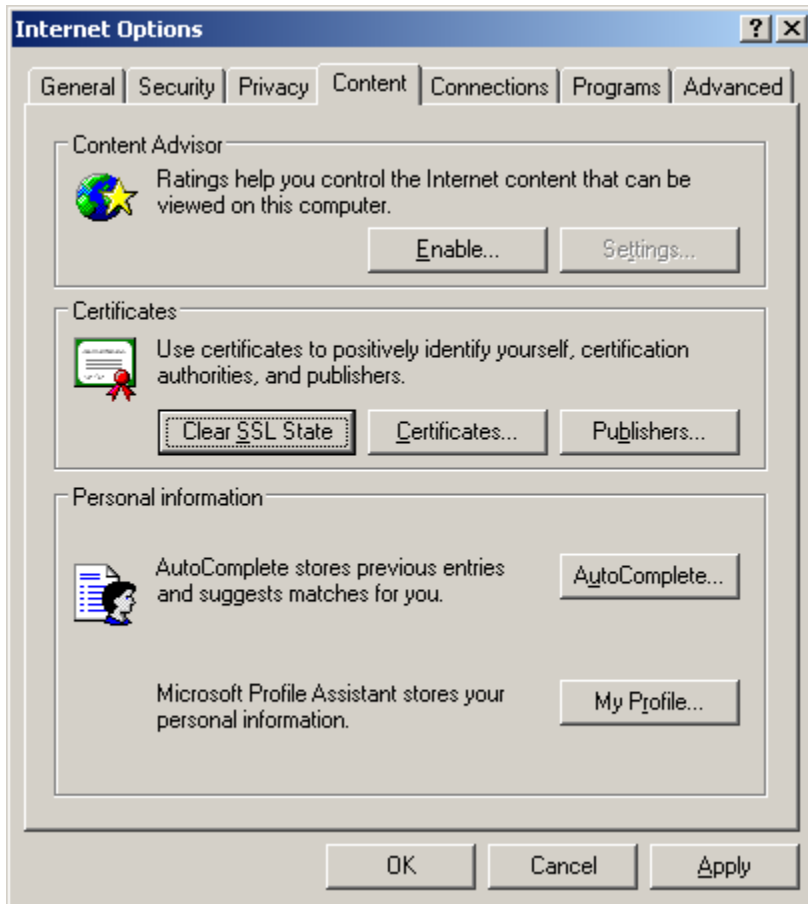 Internet Options
General Security Privacy Content Connections Programs Advanced
Content Advisor
Ratings help you control the Internet content that can be
viewed on this computer.
Enable... Settings...
Certificates
Use certificates to positively identify yourself, certification
authorities, and publishers.
Clear SSL State Certificates... Publishers...
Personal information
AutoComplete stores previous entries
and suggests matches for you.
AutoComplete...
Microsoft Profile Assistant stores your
personal information.
My Profile...
OK Cancel Apply